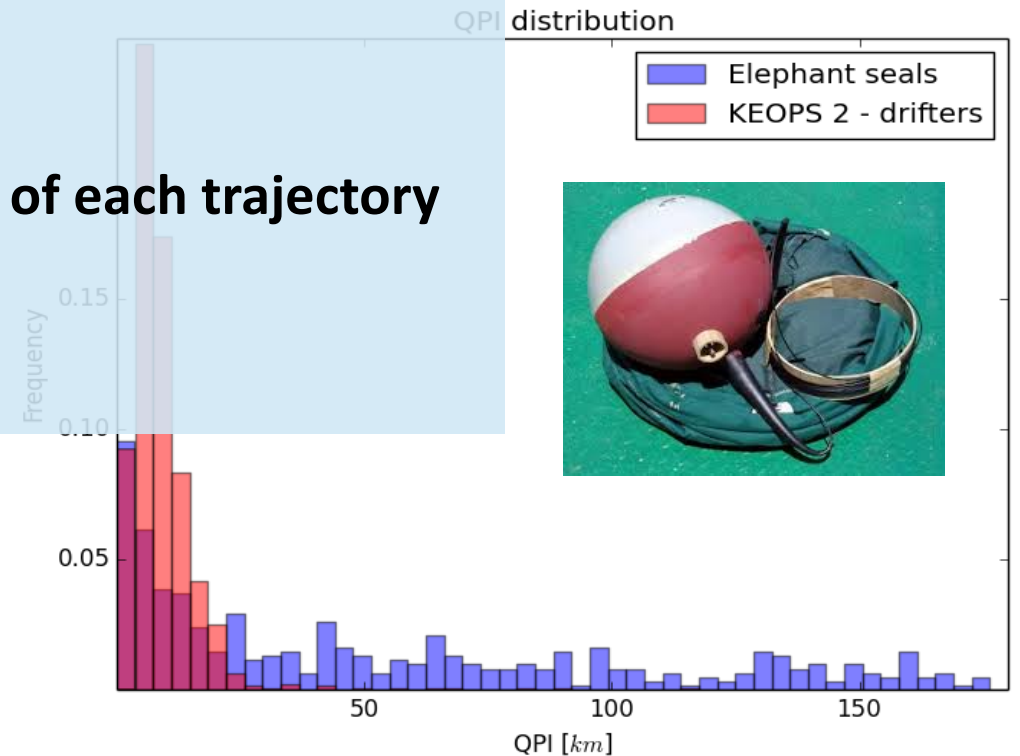 QPI distribution
Elephant seals
KEOPS 2 - drifters
of each trajectory
Frequency
0.15
0.10
0.05
50
100
150
QPI [km]